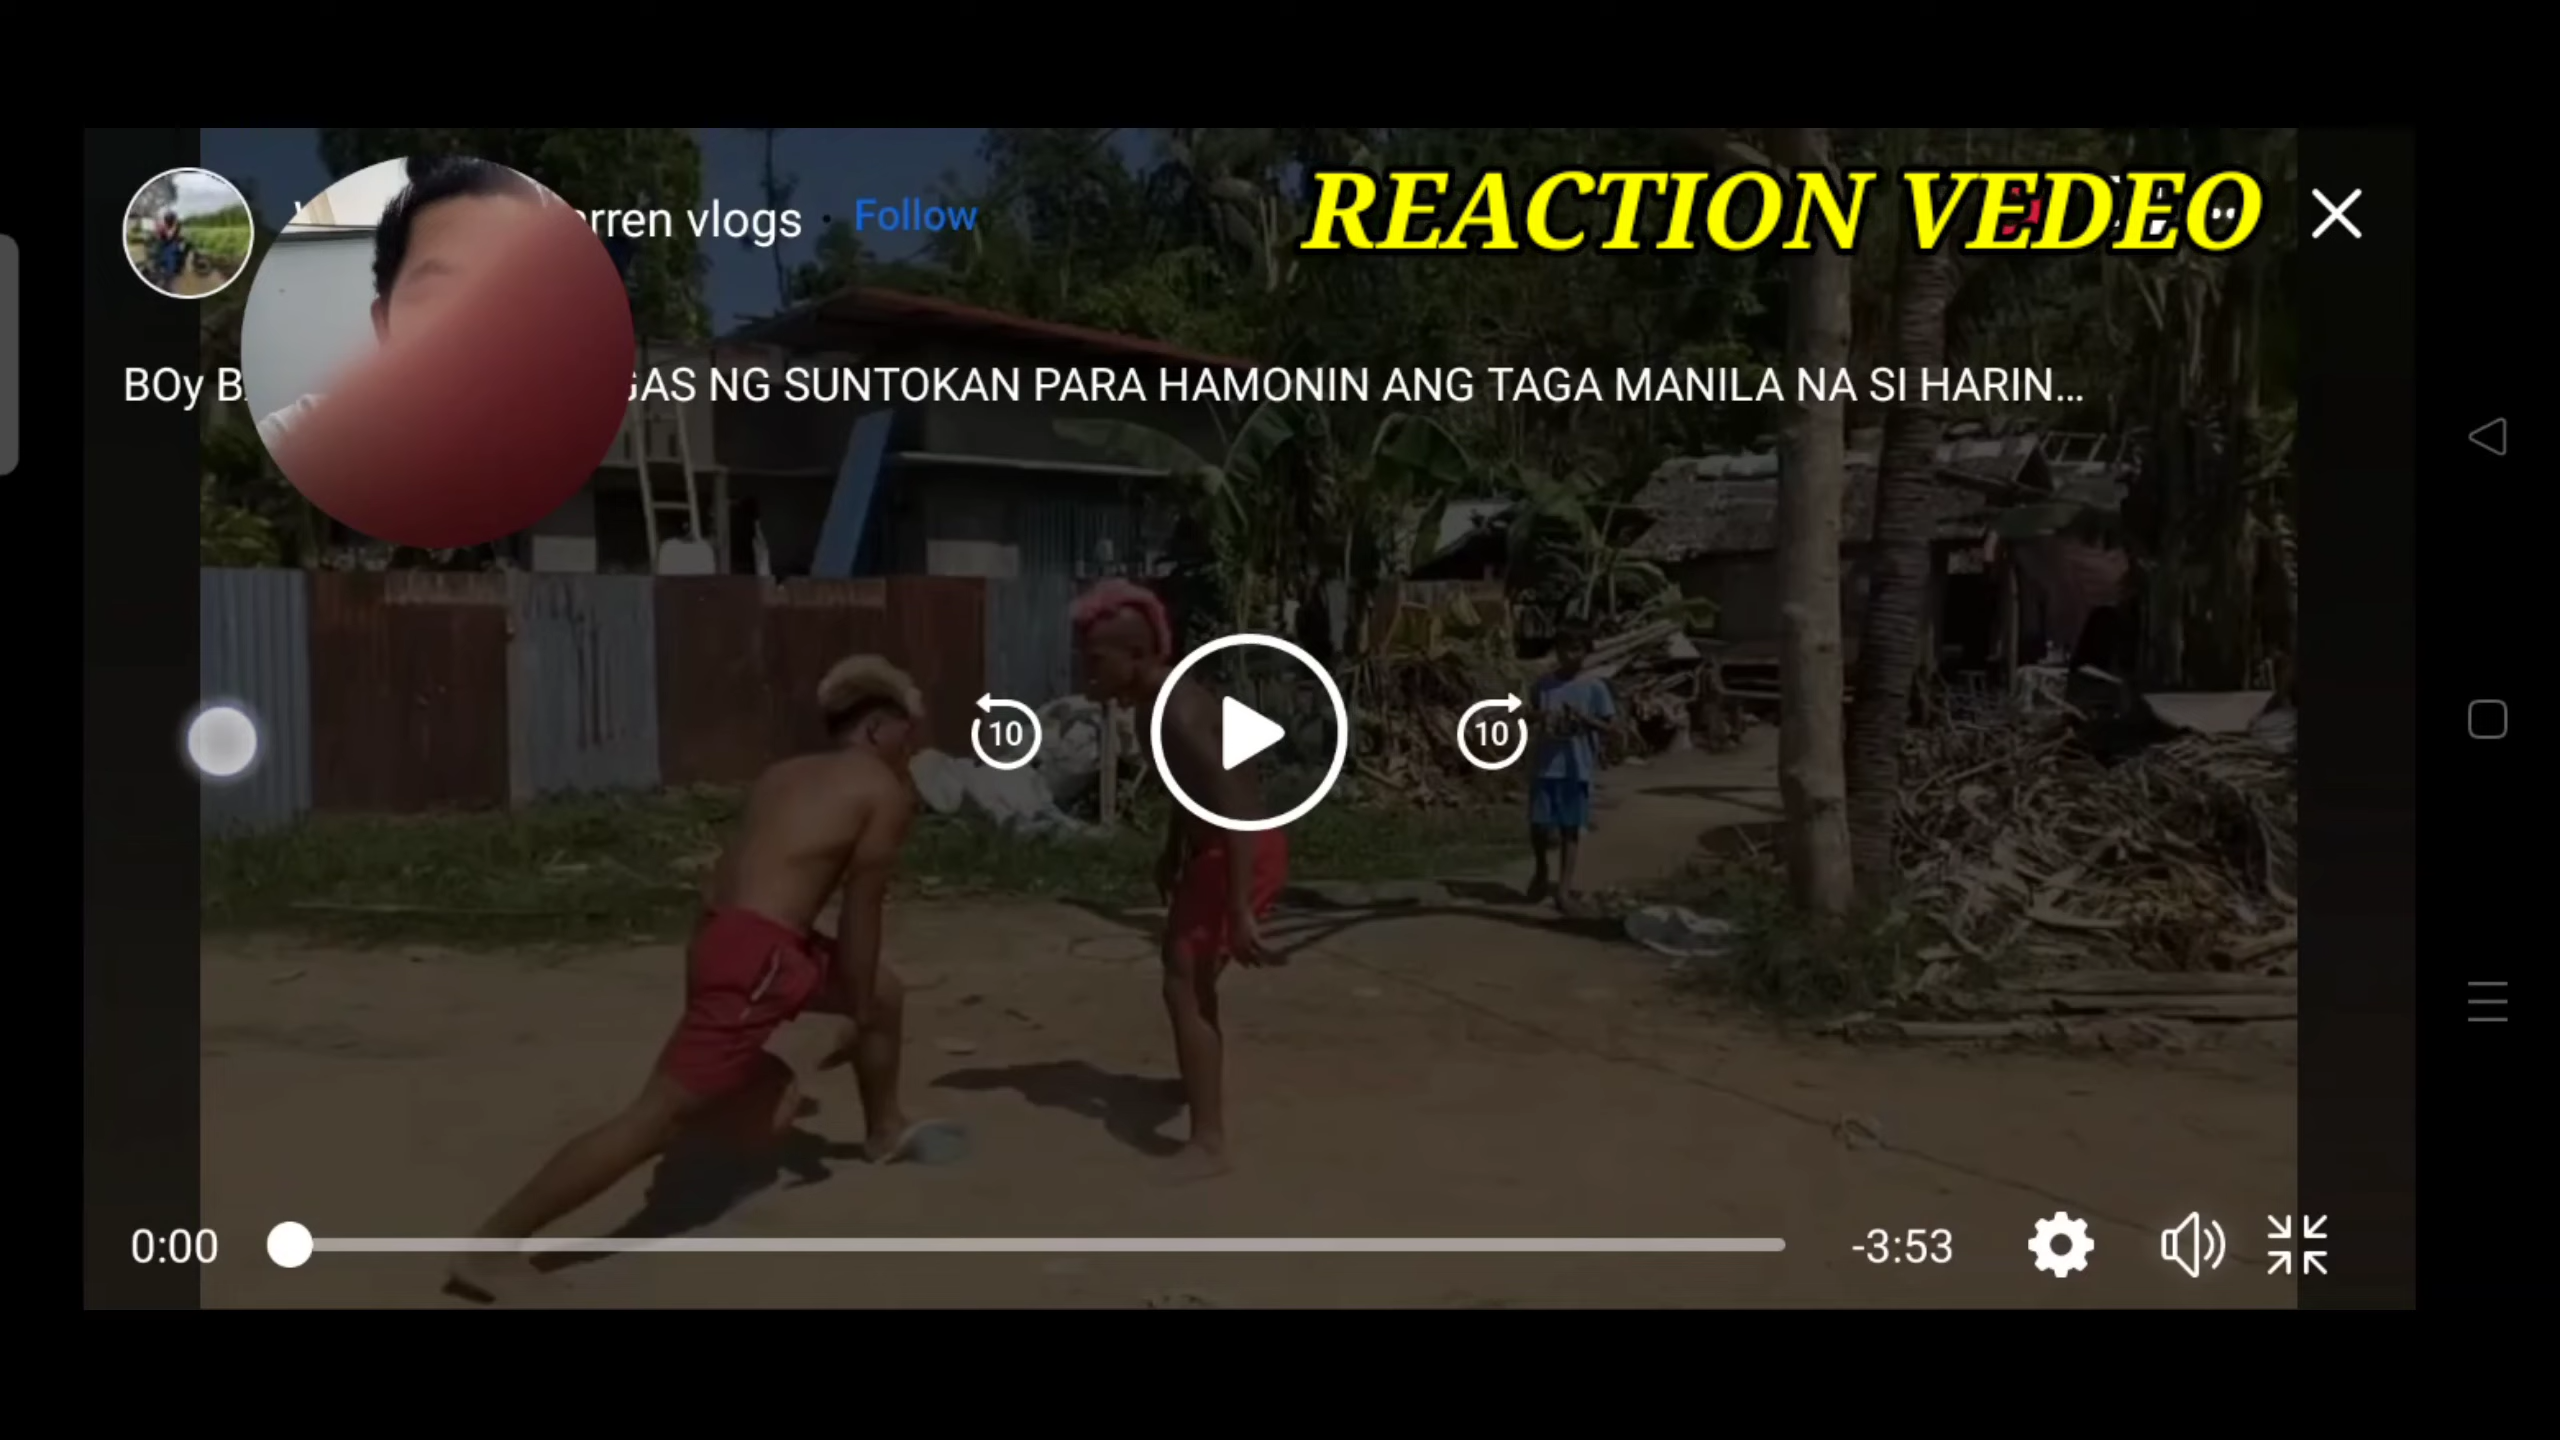 REACTION VEDEO
rren vlogs · Follow
BOy NG SUNTOKAN PARA HAMONIN ANG TAGA MANILA NA SI HARIN...
10
10
0:00
-3:53